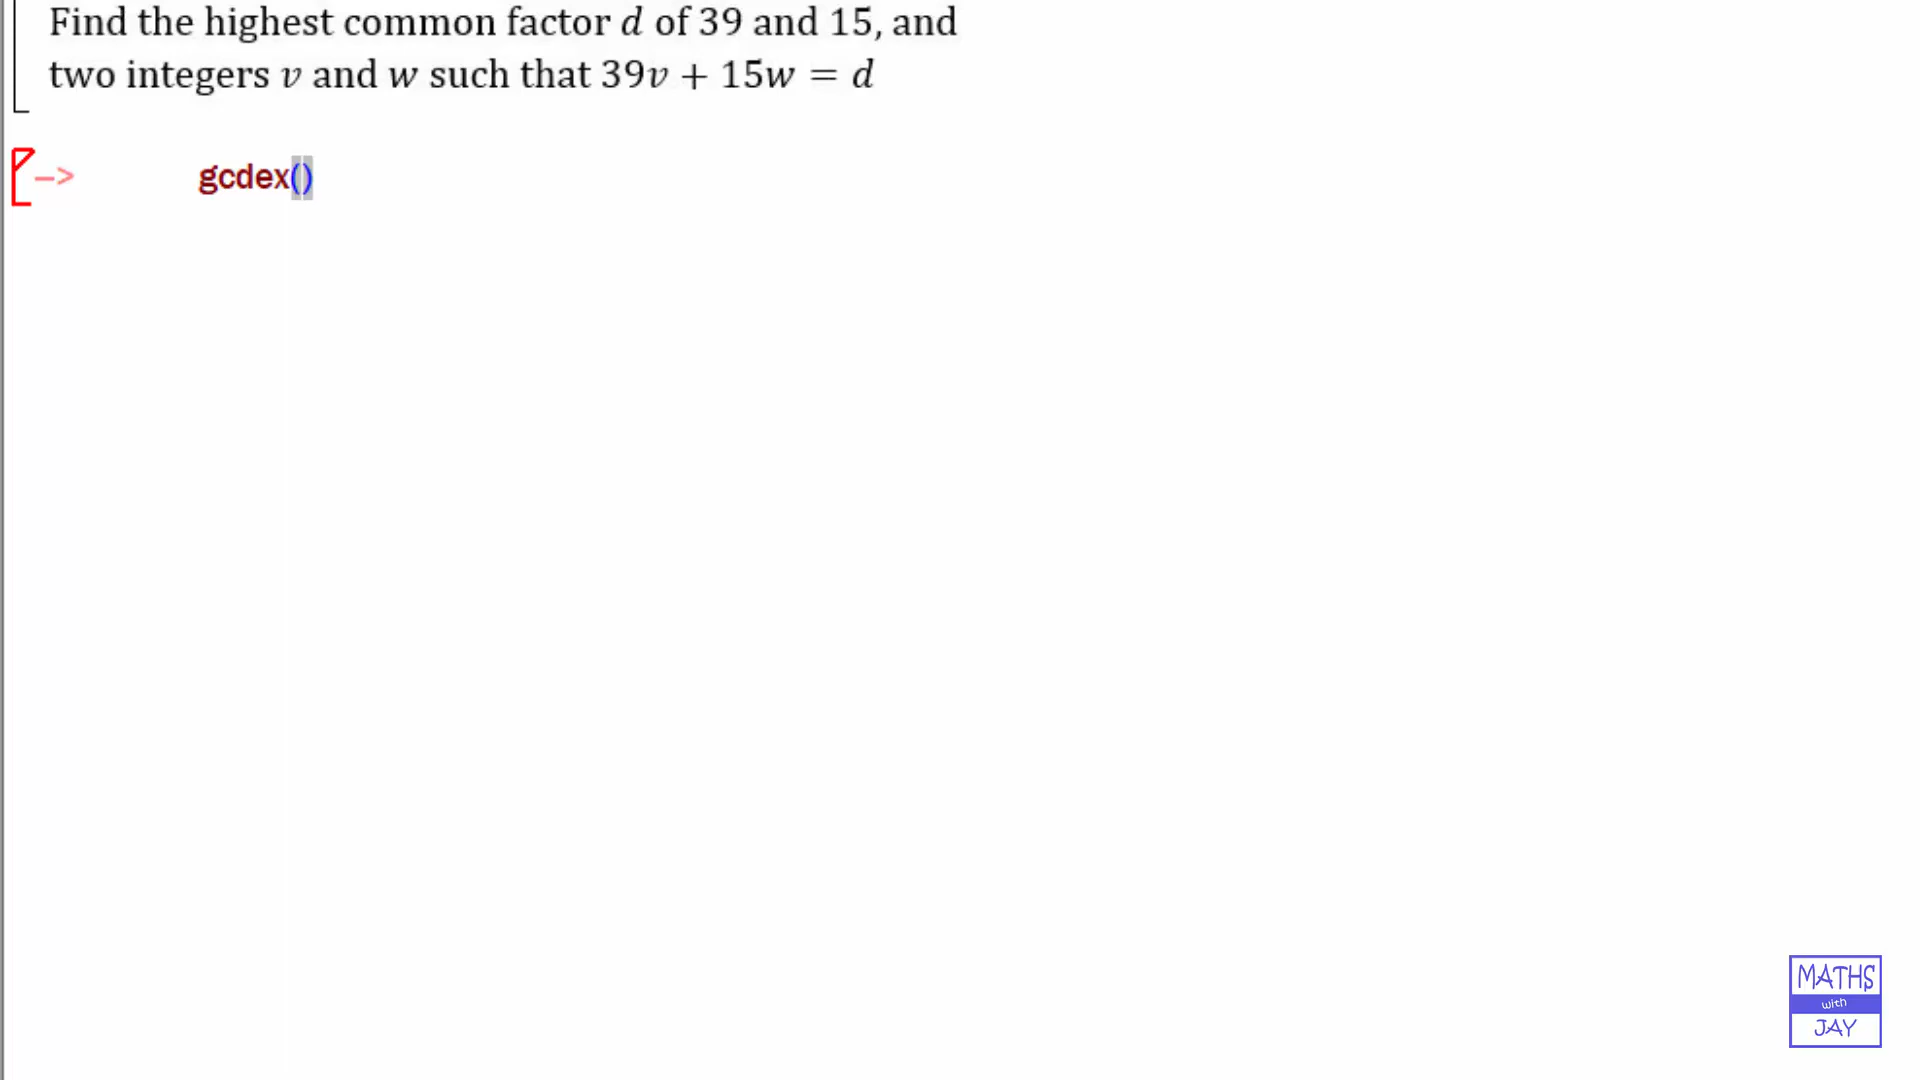 Find the highest common factor d of 39 and 15, and
two integers v and w such that 39v + 15w = d
--> gcdex()
MATHS
with
JAY